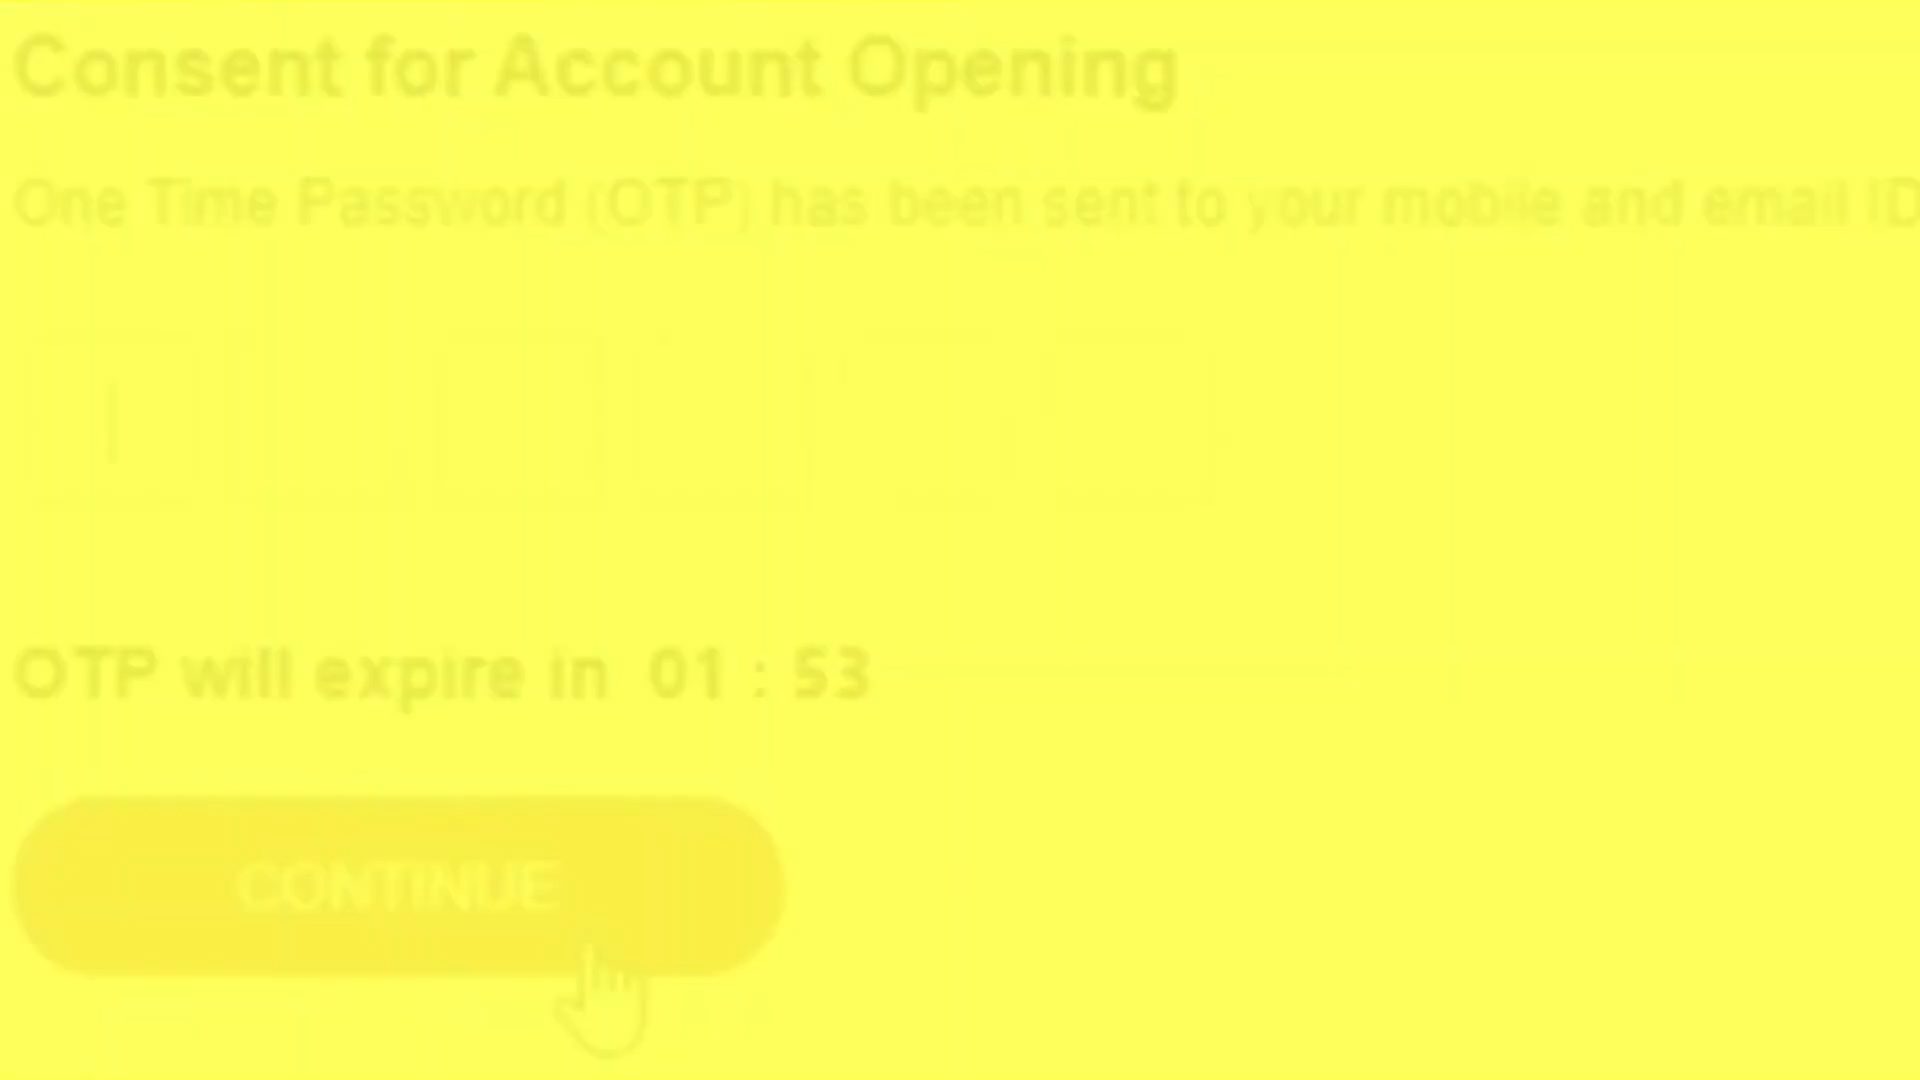 Consent for Account Opening
One Time Password (OTP) has been sent to your mobile and email ID
OTP will expire in 01 : 53
CONTINUE